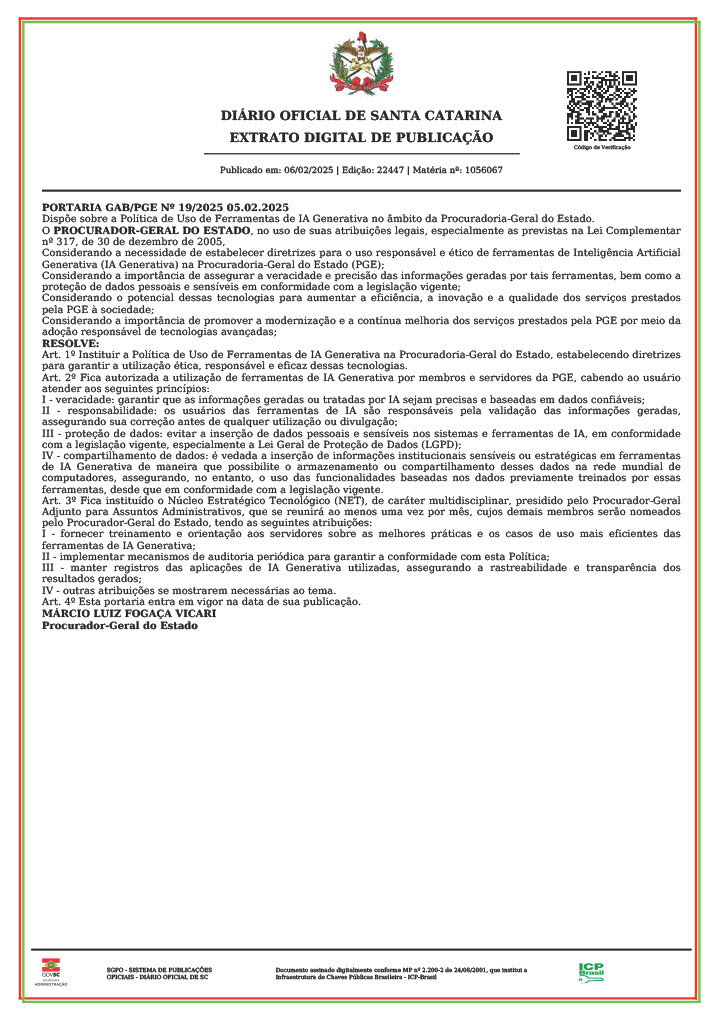 DIÁRIO OFICIAL DE SANTA CATARINA
EXTRATO DIGITAL DE PUBLICAÇÃO
Código de Verificação
Publicado em: 06/02/2025 | Edição: 22447 | Matéria nº: 1056067
PORTARIA GAB/PGE Nº 19/2025 05.02.2025
Dispõe sobre a Política de Uso de Ferramentas de IA Generativa no âmbito da Procuradoria-Geral do Estado.
O PROCURADOR-GERAL DO ESTADO, no uso de suas atribuições legais, especialmente as previstas na Lei Complementar
nº 317, de 30 de dezembro de 2005,
Considerando a necessidade de estabelecer diretrizes para o uso responsável e ético de ferramentas de Inteligência Artificial
Generativa (IA Generativa) na Procuradoria-Geral do Estado (PGE);
Considerando a importância de assegurar a veracidade e precisão das informações geradas por tais ferramentas, bem como a
proteção de dados pessoais e sensíveis em conformidade com a legislação vigente;
Considerando o potencial dessas tecnologias para aumentar a eficiência, a inovação e a qualidade dos serviços prestados
pela PGE à sociedade;
Considerando a importância de promover a modernização e a contínua melhoria dos serviços prestados pela PGE por meio da
adoção responsável de tecnologias avançadas;
RESOLVE:
Art. 1º Instituir a Política de Uso de Ferramentas de IA Generativa na Procuradoria-Geral do Estado, estabelecendo diretrizes
para garantir a utilização ética, responsável e eficaz dessas tecnologias.
Art. 2º Fica autorizada a utilização de ferramentas de IA Generativa por membros e servidores da PGE, cabendo ao usuário
atender aos seguintes princípios:
I - veracidade: garantir que as informações geradas ou tratadas por IA sejam precisas e baseadas em dados confiáveis;
II - responsabilidade: os usuários das ferramentas de IA são responsáveis pela validação das informações geradas,
assegurando sua correção antes de qualquer utilização ou divulgação;
III - proteção de dados: evitar a inserção de dados pessoais e sensíveis nos sistemas e ferramentas de IA, em conformidade
com a legislação vigente, especialmente a Lei Geral de Proteção de Dados (LGPD);
IV - compartilhamento de dados: é vedada a inserção de informações institucionais sensíveis ou estratégicas em ferramentas
de IA Generativa de maneira que possibilite o armazenamento ou compartilhamento desses dados na rede mundial de
computadores, assegurando, no entanto, o uso das funcionalidades baseadas nos dados previamente treinados por essas
ferramentas, desde que em conformidade com a legislação vigente.
Art. 3º Fica instituído o Núcleo Estratégico Tecnológico (NET), de caráter multidisciplinar, presidido pelo Procurador-Geral
Adjunto para Assuntos Administrativos, que se reunirá ao menos uma vez por mês, cujos demais membros serão nomeados
pelo Procurador-Geral do Estado, tendo as seguintes atribuições:
I - fornecer treinamento e orientação aos servidores sobre as melhores práticas e os casos de uso mais eficientes das
ferramentas de IA Generativa;
II - implementar mecanismos de auditoria periódica para garantir a conformidade com esta Política;
III - manter registros das aplicações de IA Generativa utilizadas, assegurando a rastreabilidade e transparência dos
resultados gerados;
IV - outras atribuições se mostrarem necessárias ao tema.
Art. 4º Esta portaria entra em vigor na data de sua publicação.
MÁRCIO LUIZ FOGAÇA VICARI
Procurador-Geral do Estado
GOVSC
SECRETARIA
ADMINISTRAÇÃO
SGPO - SISTEMA DE PUBLICAÇÕES
OFICIAIS - DIÁRIO OFICIAL DE SC
Documento assinado digitalmente conforme MP nº 2.200-2 de 24/08/2001, que institui a
Infraestrutura de Chaves Públicas Brasileira - ICP-Brasil
ICP
Brasil